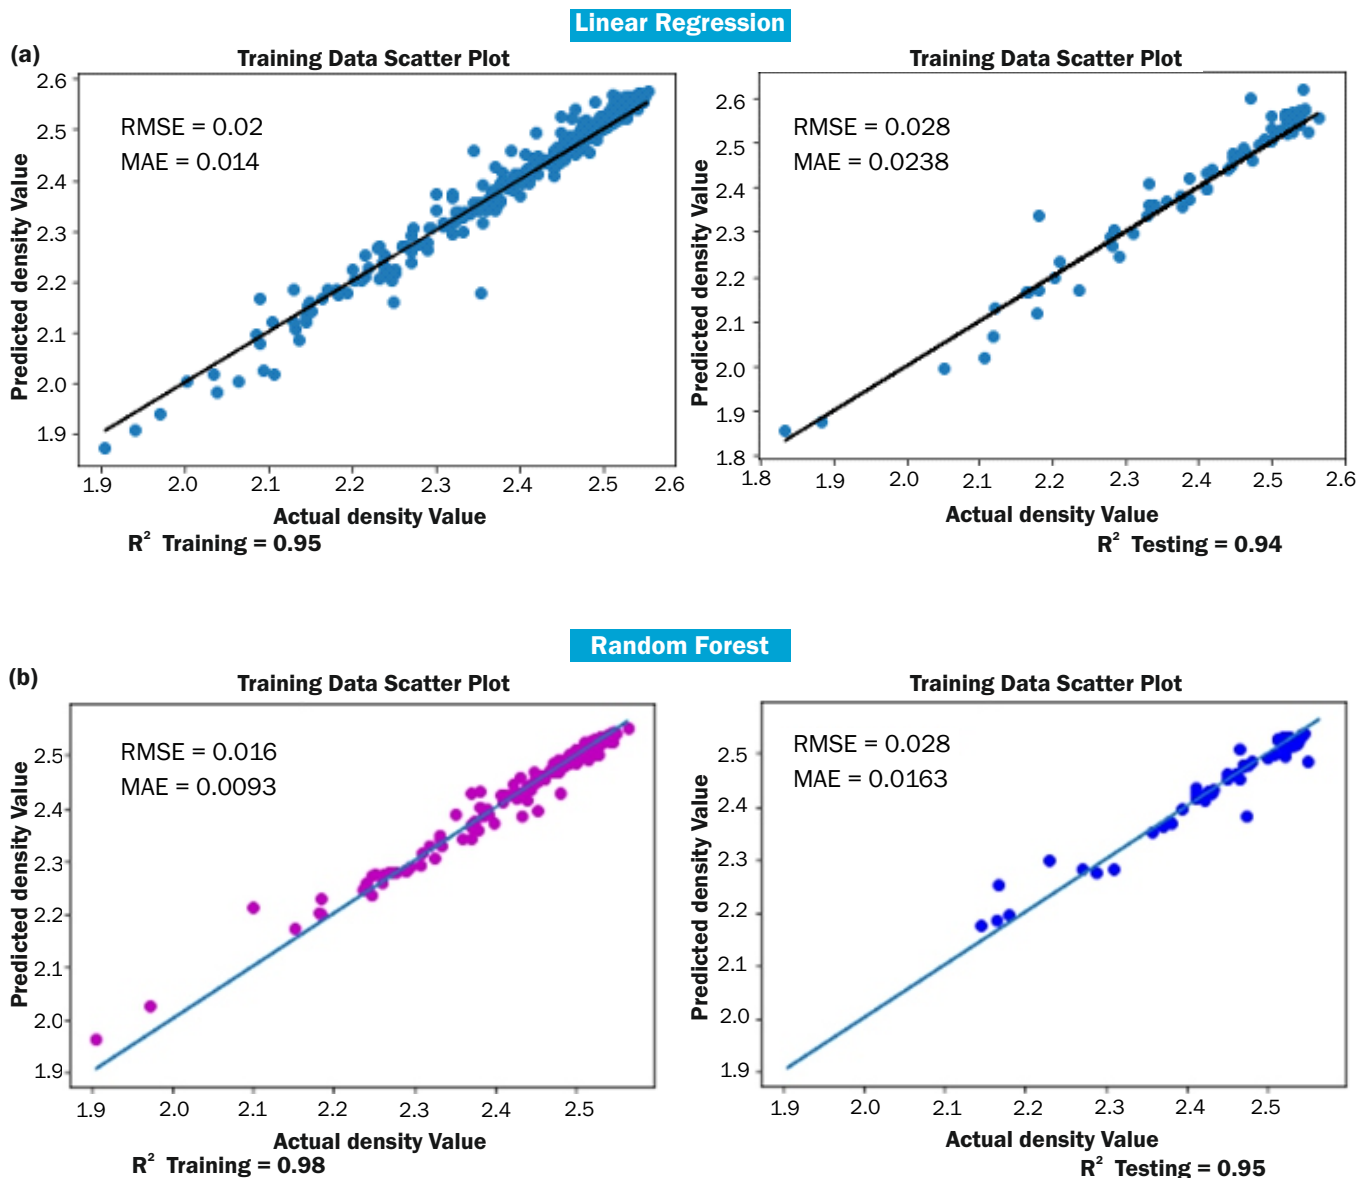 Linear Regression
(a)
Training Data Scatter Plot
RMSE = 0.02
MAE = 0.014
Predicted density Value
2.6
2.5
2.4
2.3
2.2
2.1
2.0
1.9
1.9 2.0 2.1 2.2 2.3 2.4 2.5 2.6
Actual density Value
R² Training = 0.95
Training Data Scatter Plot
RMSE = 0.028
MAE = 0.0238
Predicted density Value
2.6
2.5
2.4
2.3
2.2
2.1
2.0
1.9
1.8
1.8 1.9 2.0 2.1 2.2 2.3 2.4 2.5 2.6
Actual density Value
R² Testing = 0.94
Random Forest
(b)
Training Data Scatter Plot
RMSE = 0.016
MAE = 0.0093
Predicted density Value
2.5
2.4
2.3
2.2
2.1
2.0
1.9
1.9 2.0 2.1 2.2 2.3 2.4 2.5
Actual density Value
R² Training = 0.98
Training Data Scatter Plot
RMSE = 0.028
MAE = 0.0163
Predicted density Value
2.5
2.4
2.3
2.2
2.1
2.0
1.9
1.9 2.0 2.1 2.2 2.3 2.4 2.5
Actual density Value
R² Testing = 0.95